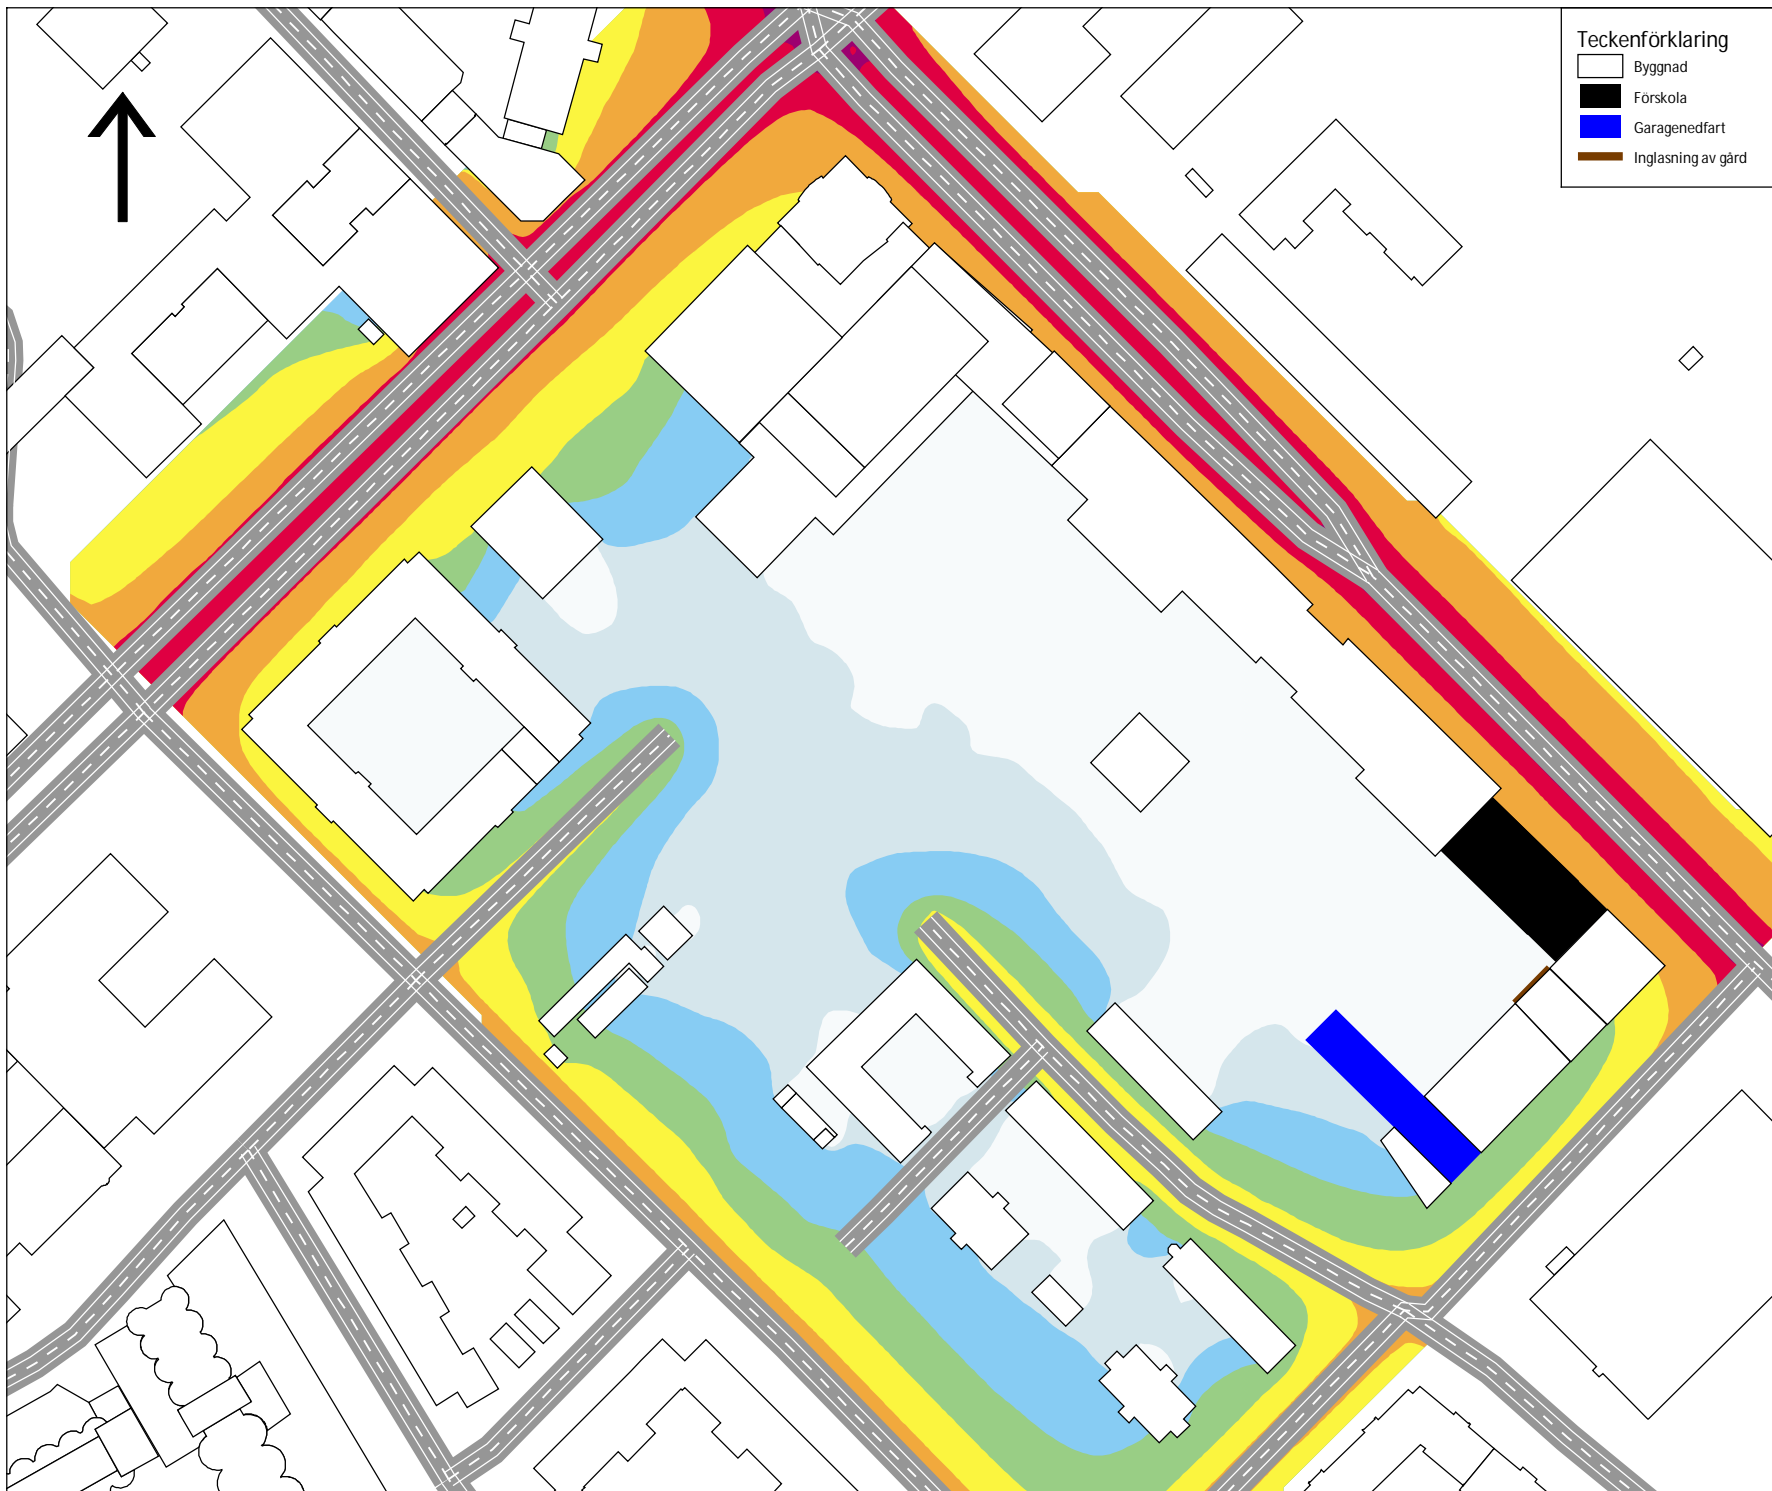 Teckenförklaring
Byggnad
Förskola
Garagenedfart
Inglasning av gård